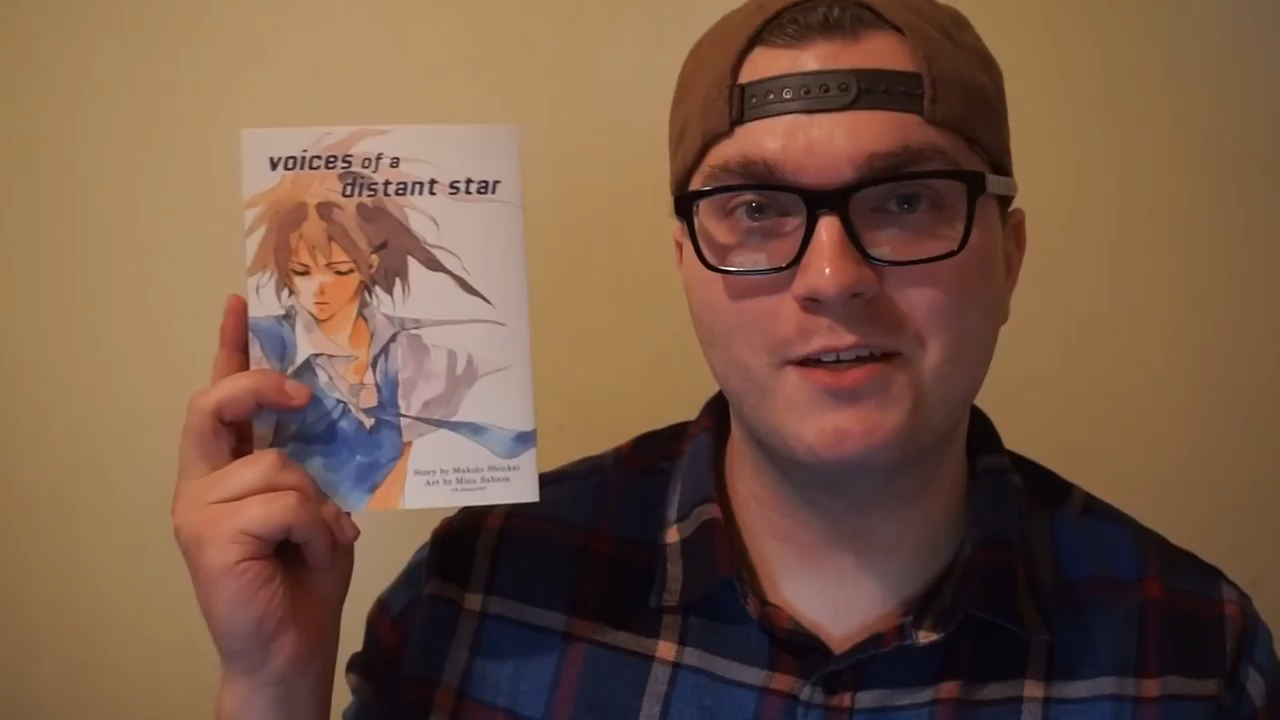 voices of a
distant star
Story by Makoto Shinkai
Art by Mizu Sahara